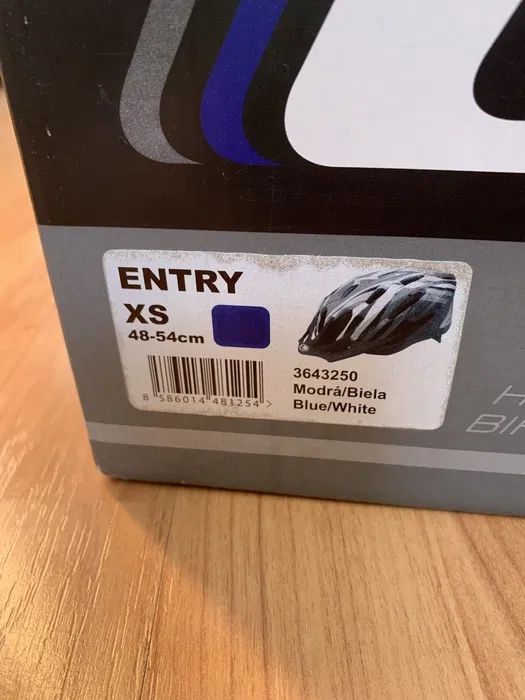 ENTRY
XS
48-54cm
8 586014 481254 >
3643250
Modrá/Biela
Blue/White